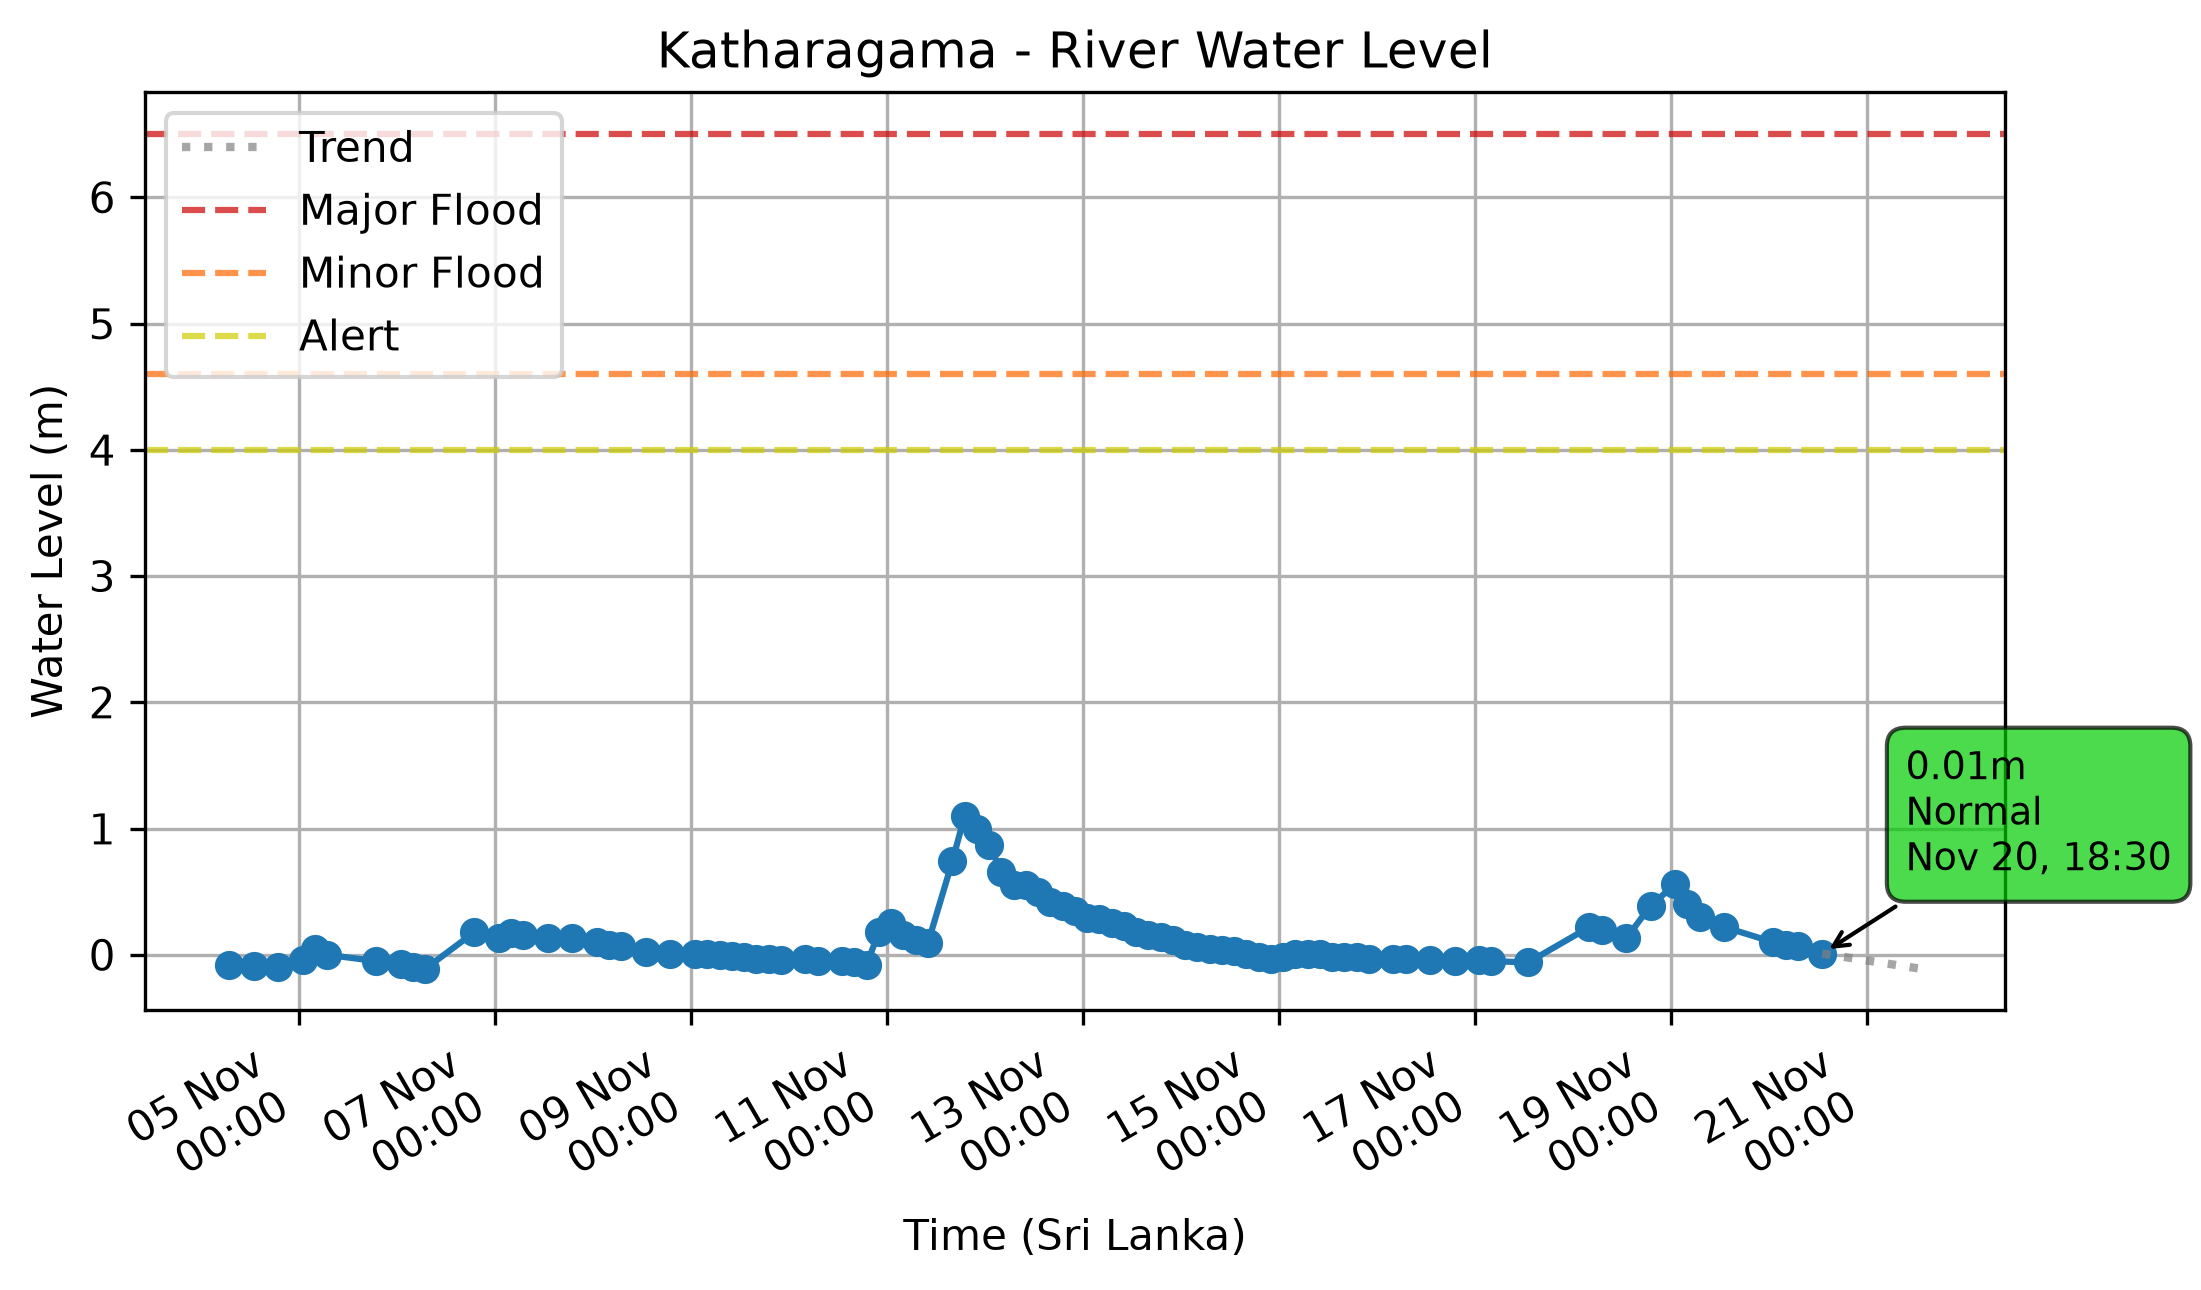 Katharagama - River Water Level
Trend
Major Flood
Minor Flood
Alert
Water Level (m)
6
5
4
3
2
1
0
0.01m
Normal
Nov 20, 18:30
05 Nov
00:00
07 Nov
00:00
09 Nov
00:00
11 Nov
00:00
13 Nov
00:00
15 Nov
00:00
17 Nov
00:00
19 Nov
00:00
21 Nov
00:00
Time (Sri Lanka)